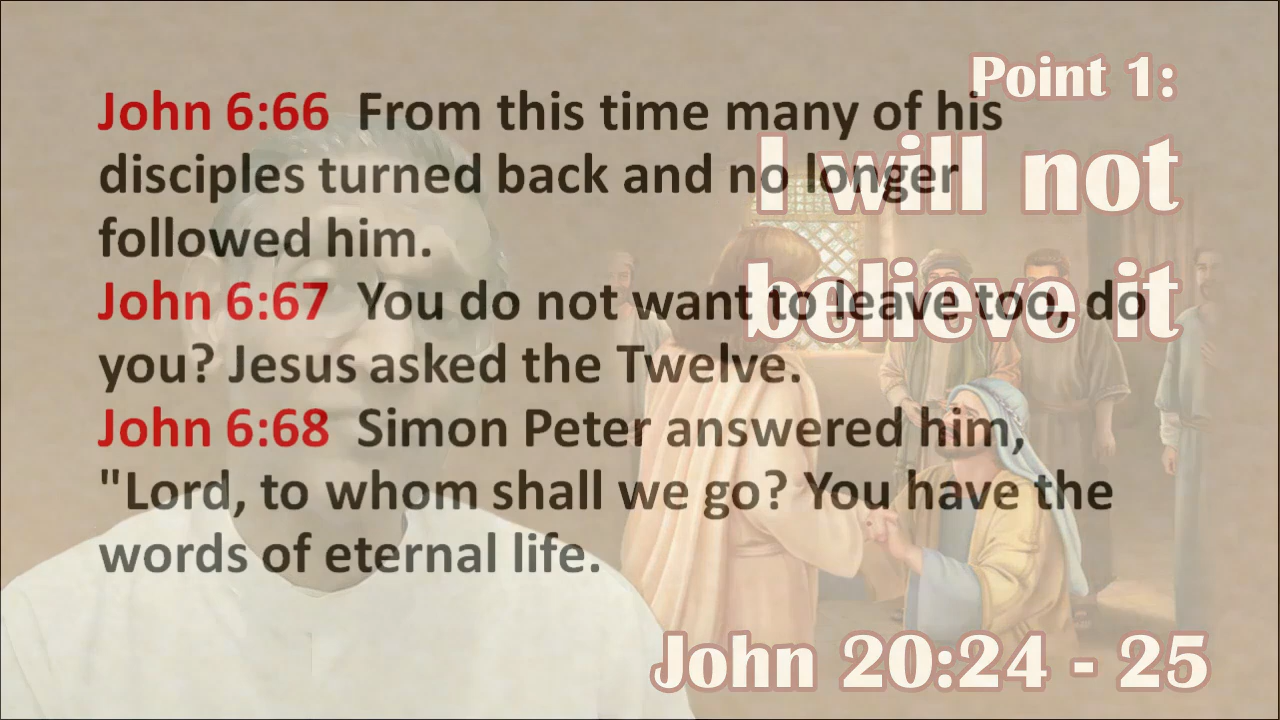 John 6:66 From this time many of his
disciples turned back and no longer
followed him.
John 6:67 You do not want to leave too, do
you? Jesus asked the Twelve.
John 6:68 Simon Peter answered him,
"Lord, to whom shall we go? You have the
words of eternal life.
Point 1:
I will not
believe it
John 20:24 - 25